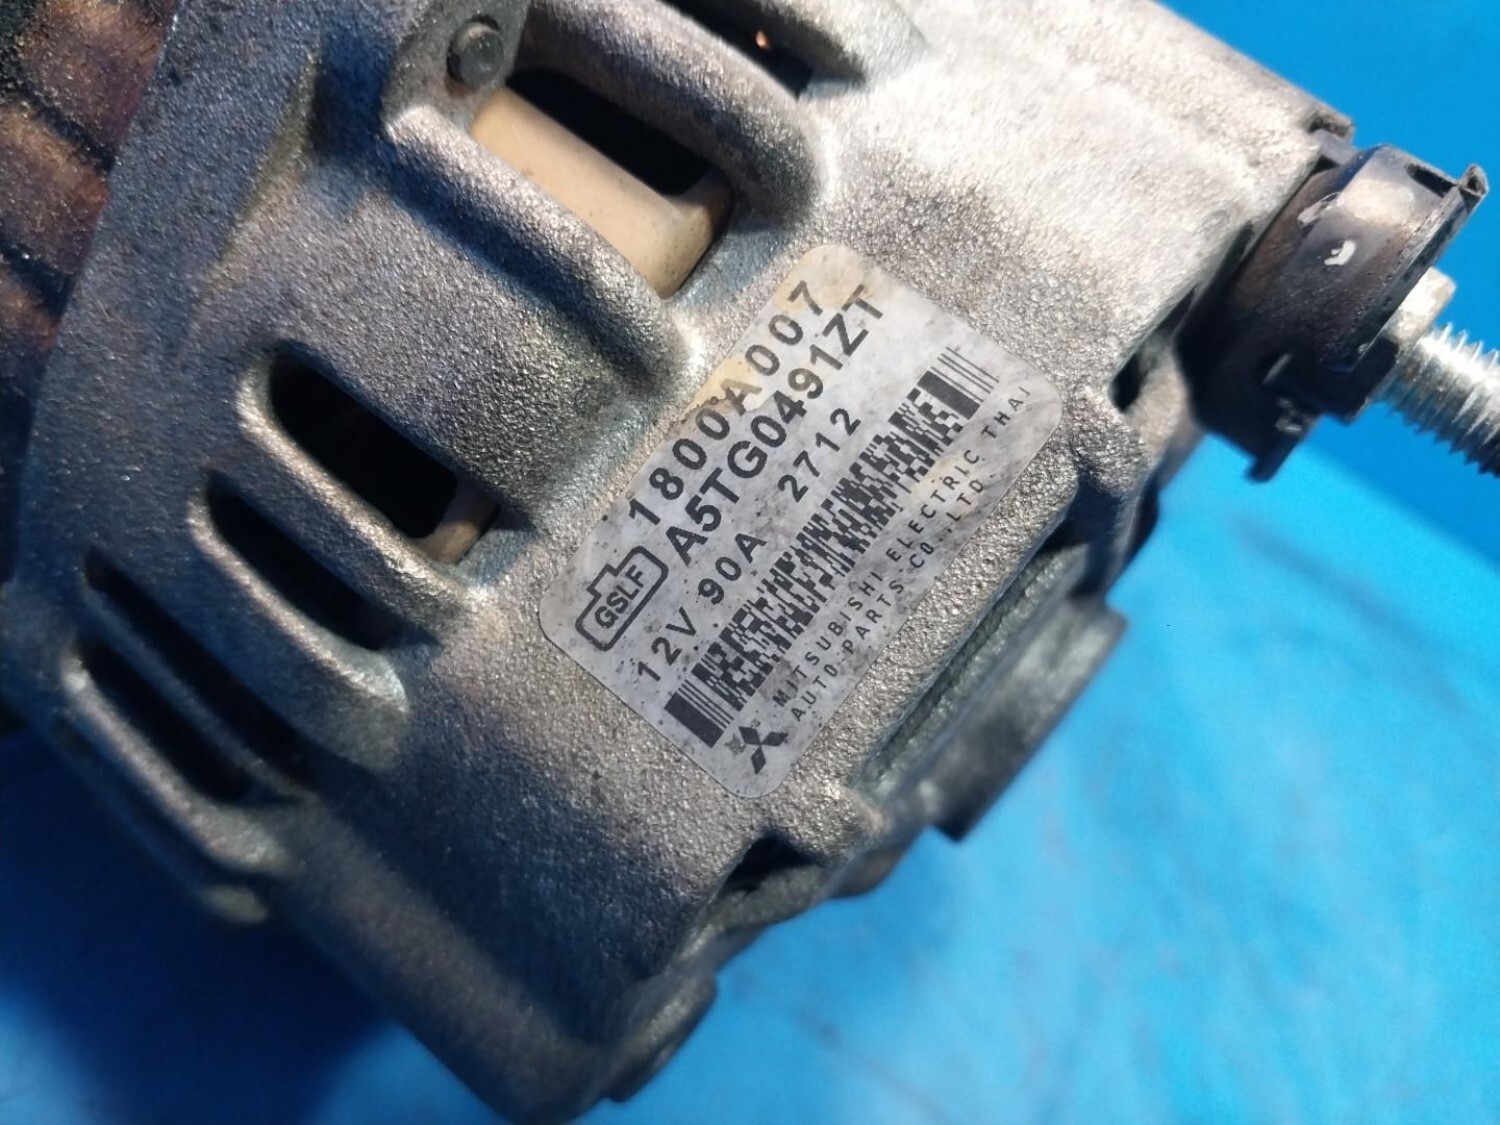 1800A007
A5TG0491ZT
GSLF
12V 90A 2712
MITSUBISHI ELECTRIC THAI
AUTO-PARTS CO.,LTD